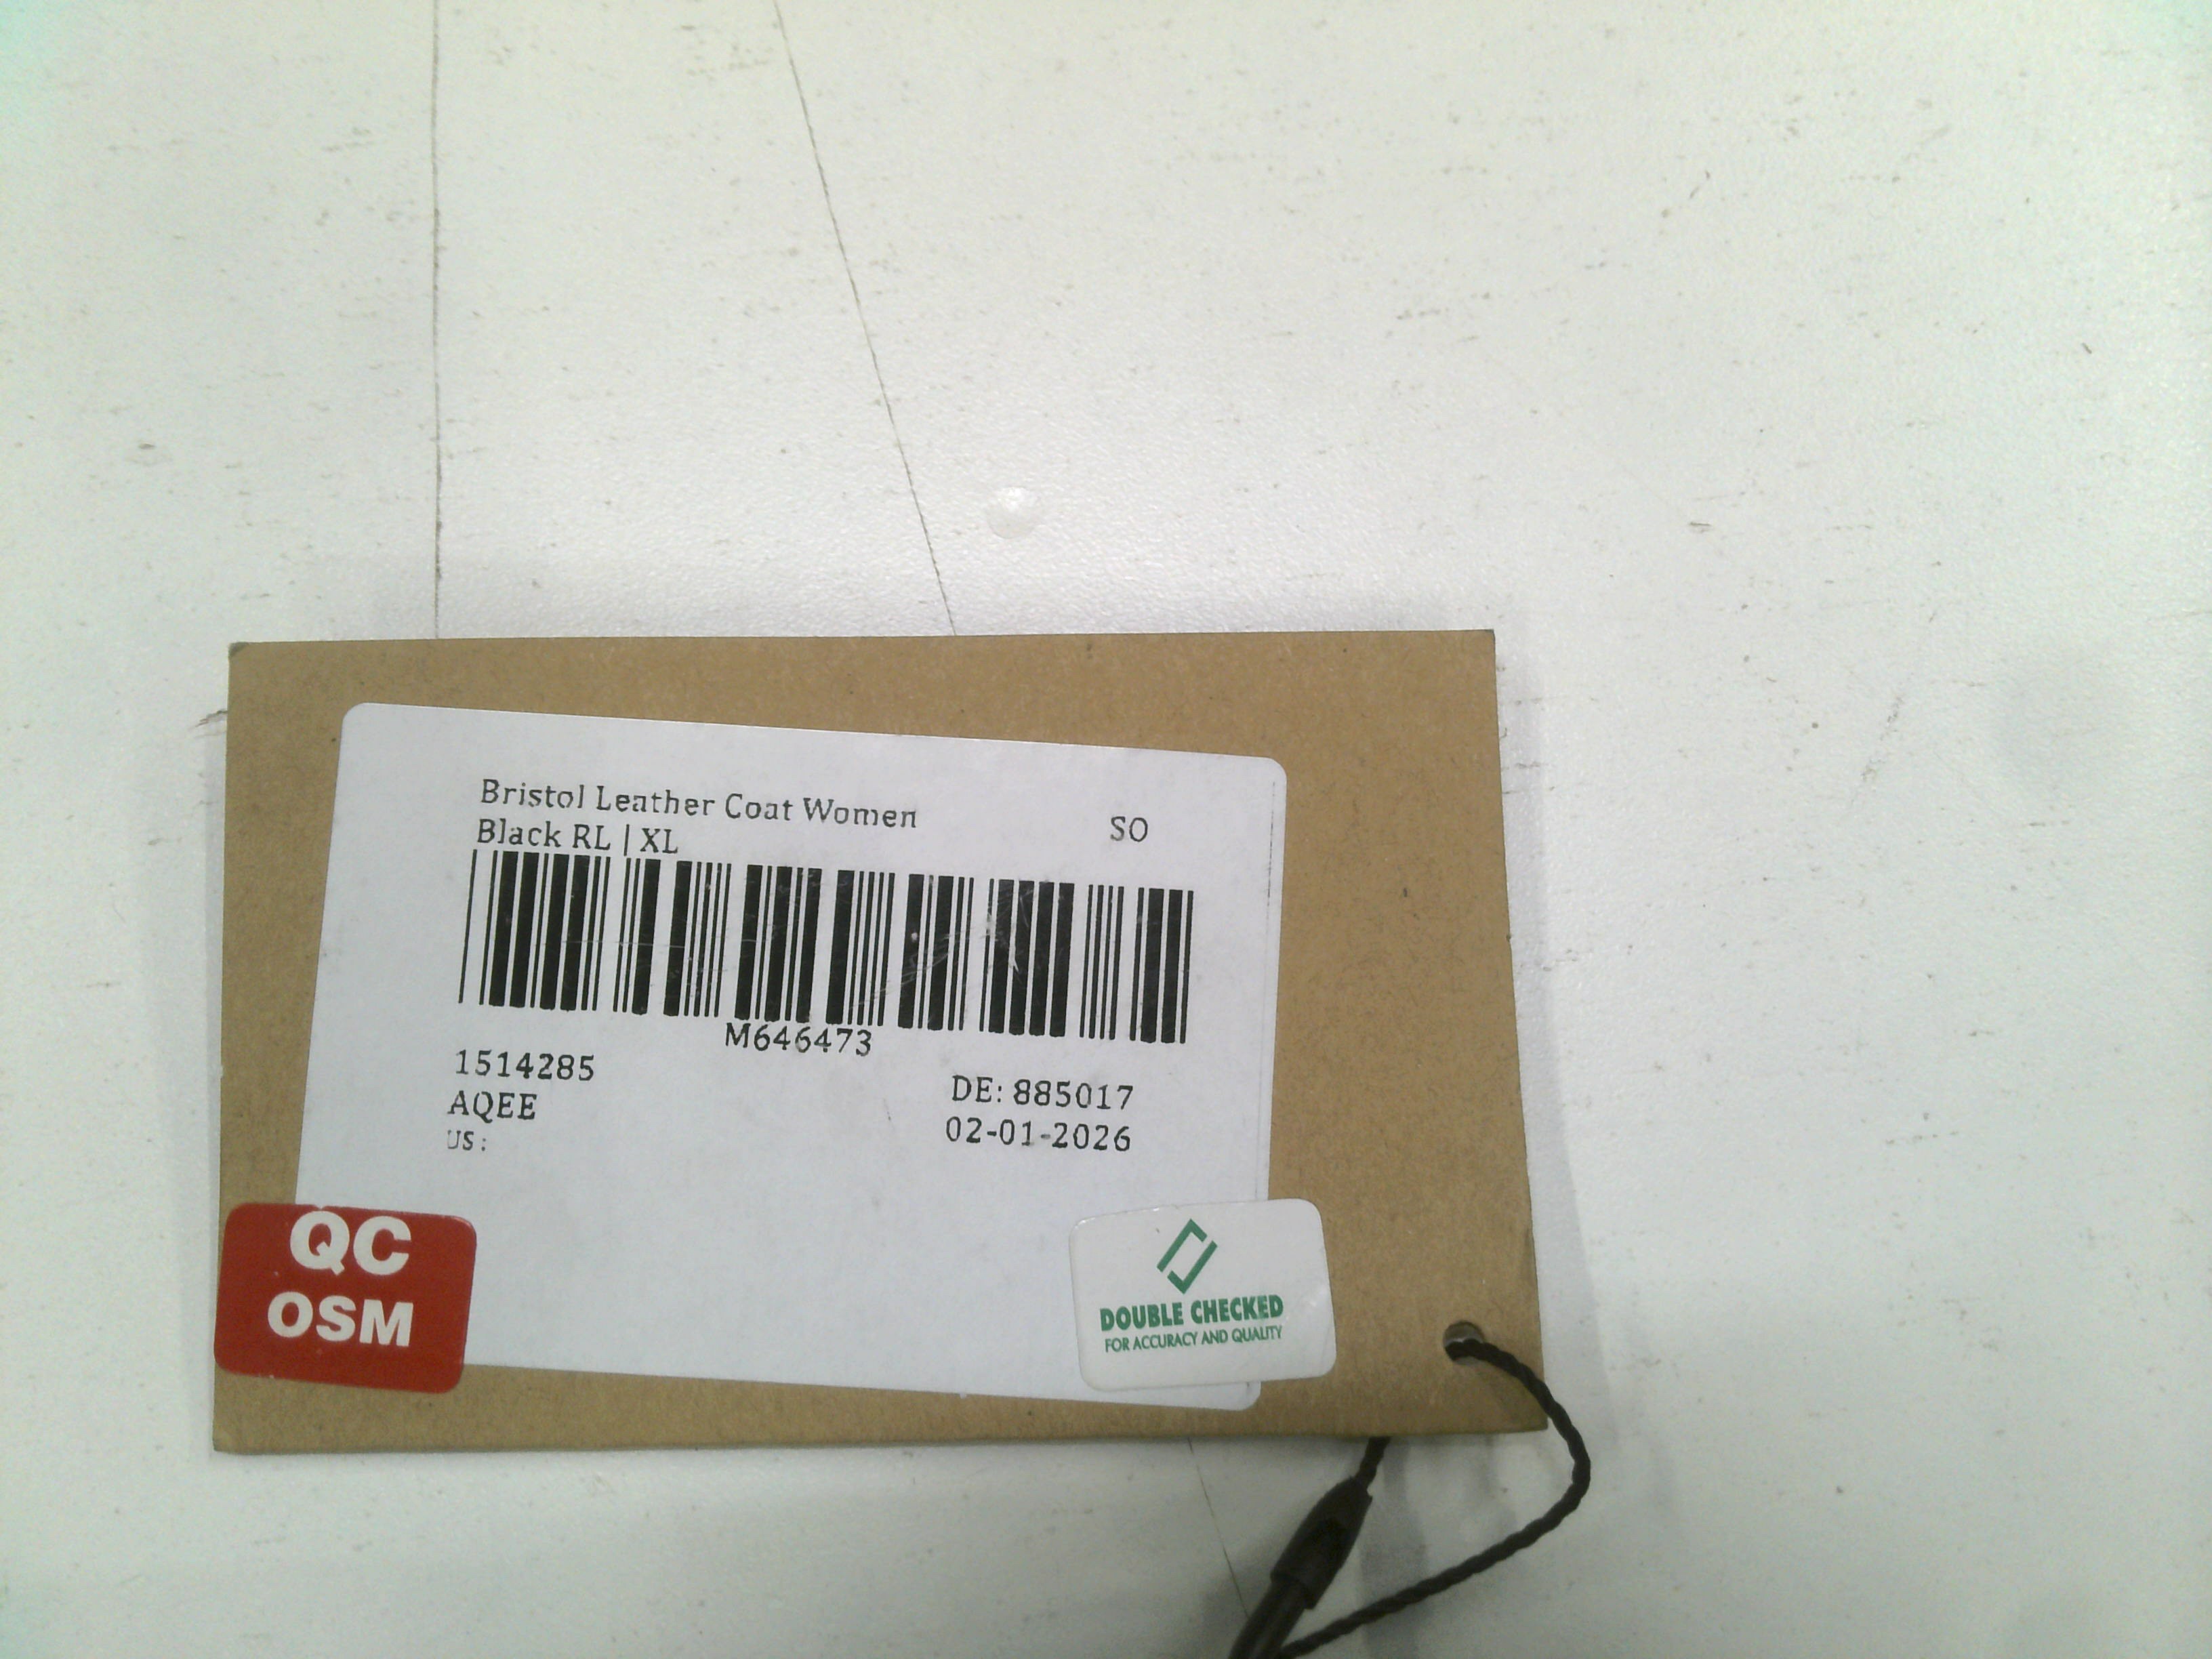 Bristol Leather Coat Women
Black RL | XL
SO
M646473
1514285
AQEE
US:
DE: 885017
02-01-2026
QC
OSM
DOUBLE CHECKED
FOR ACCURACY AND QUALITY